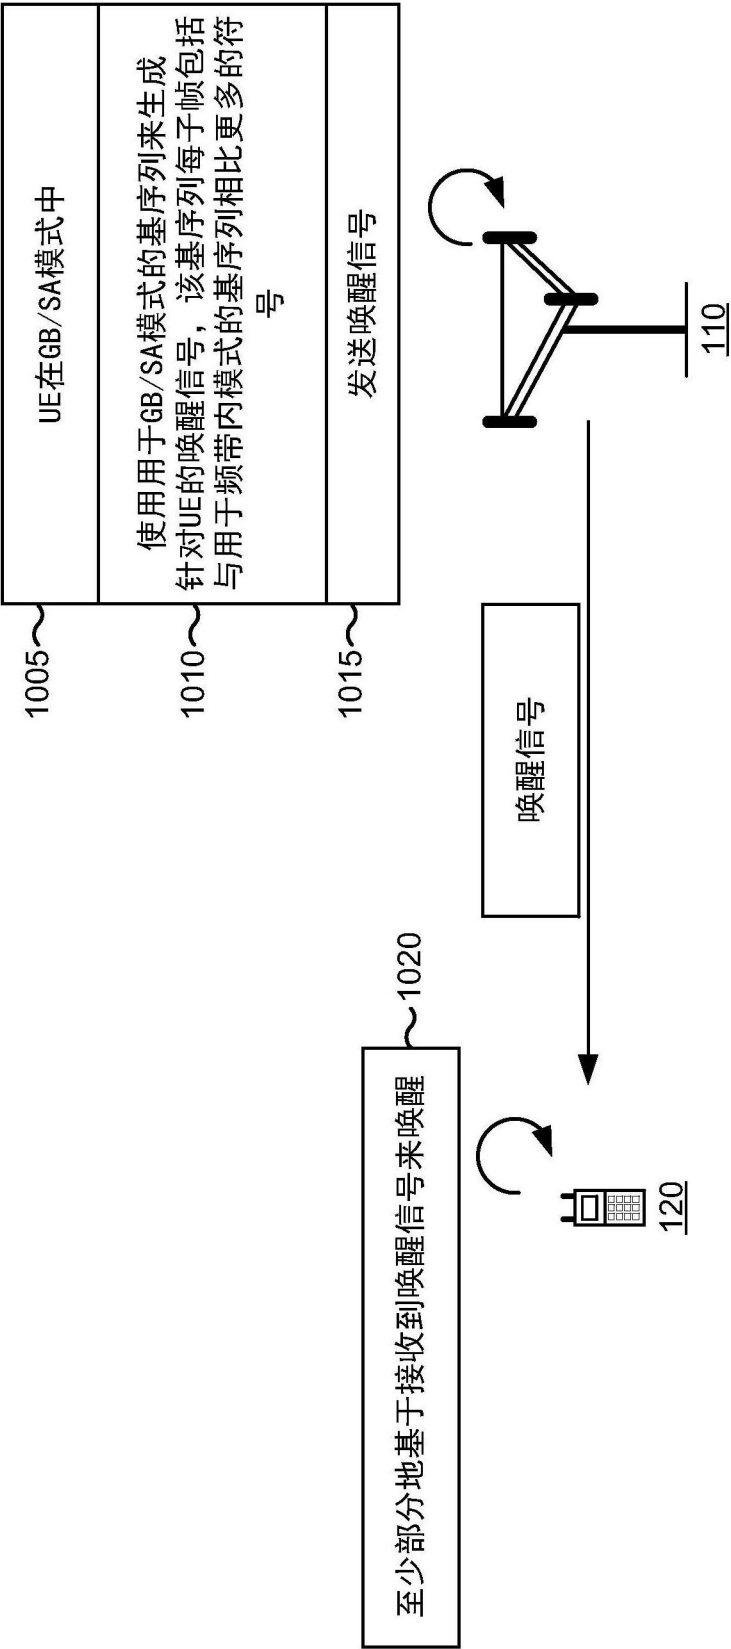 UE在GB/SA模式中
使用用于GB/SA模式的基序列来生成
针对UE的唤醒信号，该基序列每子帧包括
与用于频带内模式的基序列相比更多的符
号
发送唤醒信号
1005
1010
1015
110
唤醒信号
1020
至少部分地基于接收到唤醒信号来唤醒
120